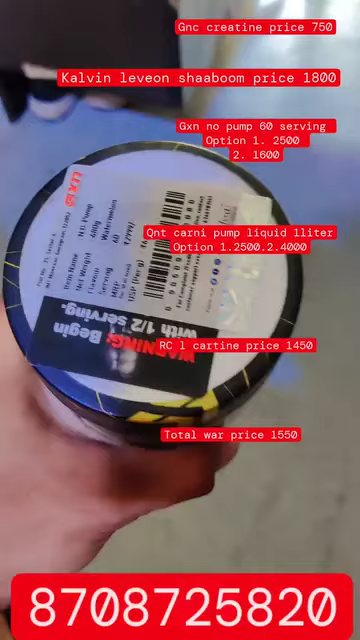 Gnc creatine price 750
Kalvin leveon shaaboom price 1800
Gxn no pump 60 serving
Option 1. 2500
2. 1600
Qnt carni pump liquid 1liter
Option 1.2500.2.4000
RC l cartine price 1450
Total war price 1550
8708725820
Item Name N.O. Pump
Net Weight 480g
Flavour Watermelon
Serving 60
MRP
USP (Per g)
WARNING: Begin
with 1/2 serving.